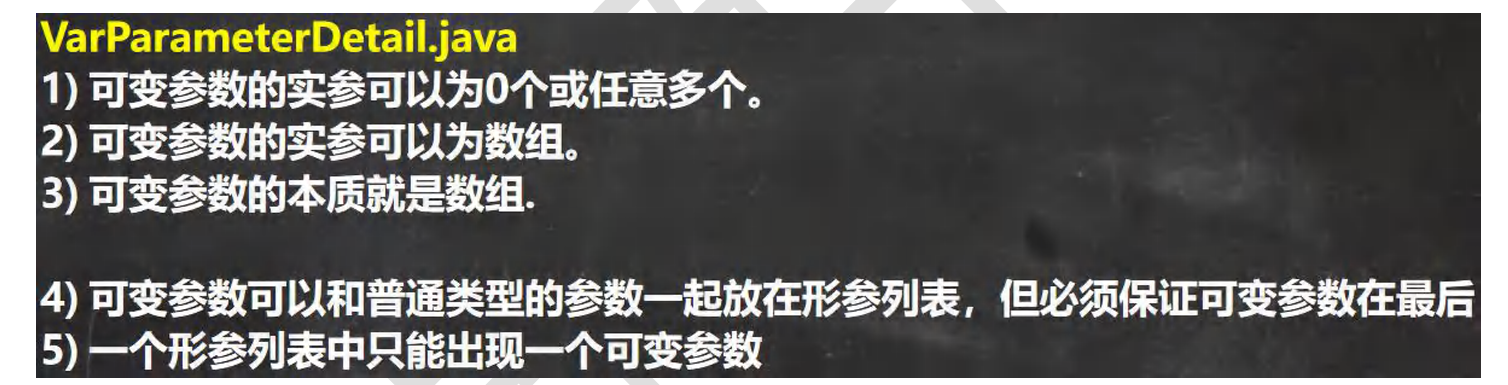 VarParameterDetail.java
1) 可变参数的实参可以为0个或任意多个。
2) 可变参数的实参可以为数组。
3) 可变参数的本质就是数组.
4) 可变参数可以和普通类型的参数一起放在形参列表，但必须保证可变参数在最后
5) 一个形参列表中只能出现一个可变参数